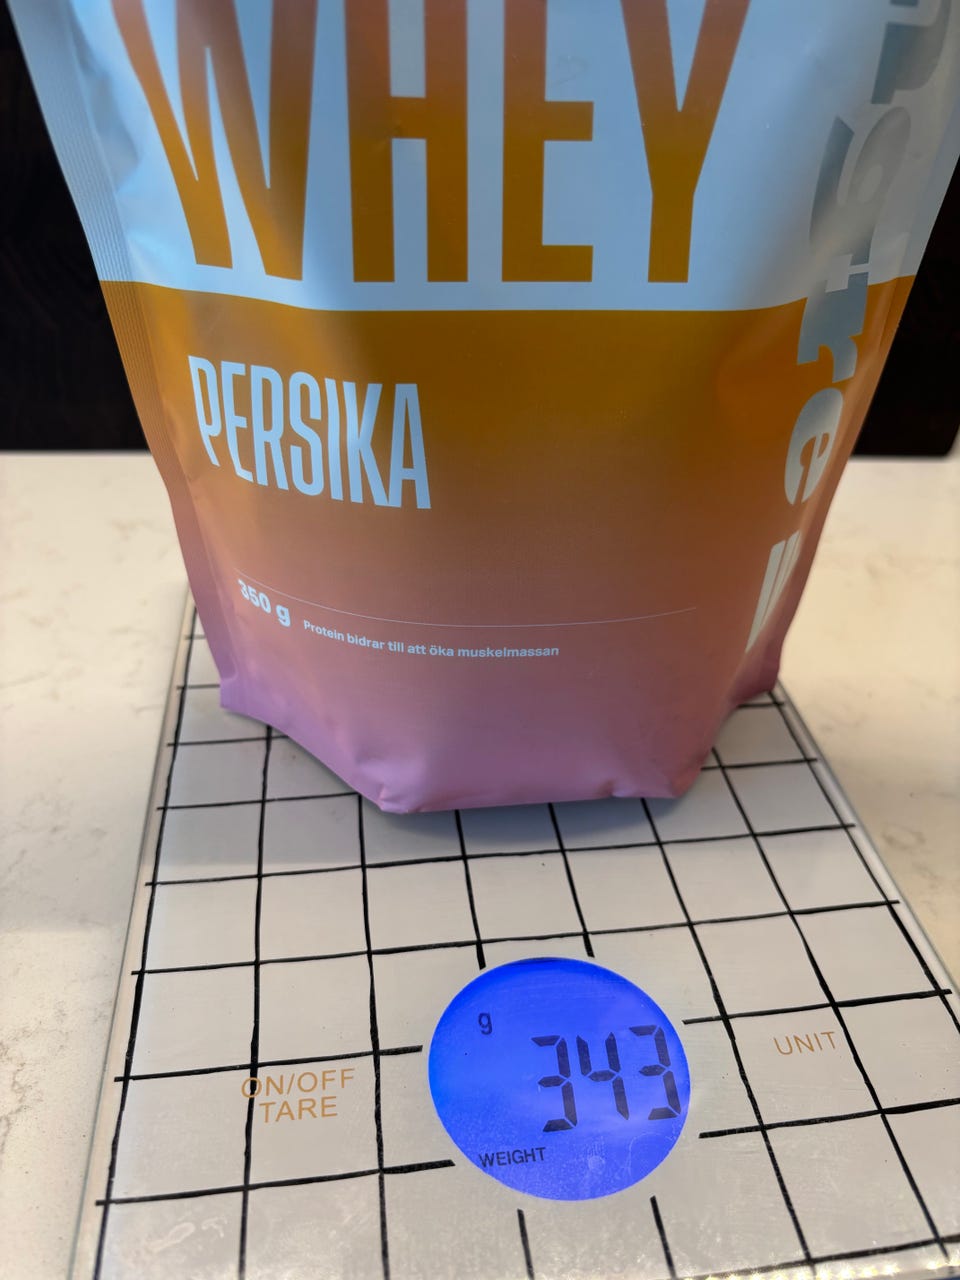 WHEY
PERSIKA
350 g
Protein bidrar till att öka muskelmassan
g
343
WEIGHT
ON/OFF
TARE
UNIT